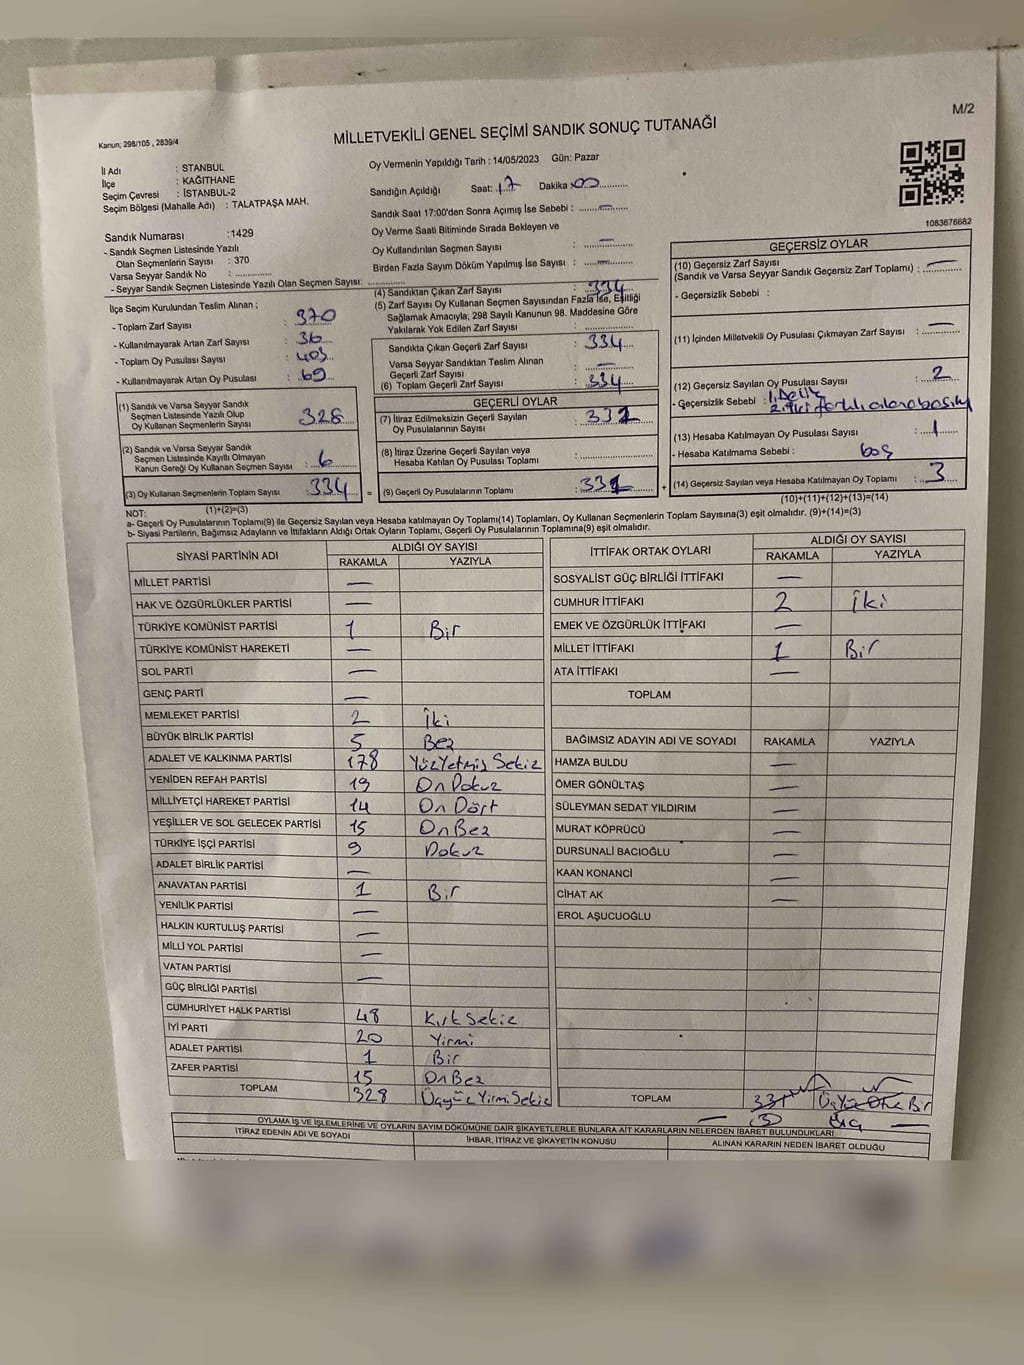 M/2
Kanun; 298/105 , 2839/4
MİLLETVEKİLİ GENEL SEÇİMİ SANDIK SONUÇ TUTANAĞI
İl Adı : STANBUL
İlçe : KAĞITHANE
Seçim Çevresi : İSTANBUL-2
Seçim Bölgesi (Mahalle Adı) : TALATPAŞA MAH.
Oy Vermenin Yapıldığı Tarih : 14/05/2023 Gün: Pazar
Sandığın Açıldığı Saat: 17 Dakika 00
Sandık Saat 17:00'den Sonra Açımış İse Sebebi : —
Oy Verme Saati Bitiminde Sırada Bekleyen ve
Oy Kullandırılan Seçmen Sayısı : —
Birden Fazla Sayım Döküm Yapılmış İse Sayısı : —
1083676682
Sandık Numarası :1429
- Sandık Seçmen Listesinde Yazılı
Olan Seçmenlerin Sayısı : 370
Varsa Seyyar Sandık No :
- Seyyar Sandık Seçmen Listesinde Yazılı Olan Seçmen Sayısı:
İlçe Seçim Kurulundan Teslim Alınan ;
- Toplam Zarf Sayısı : 370
- Kullanılmayarak Artan Zarf Sayısı : 36
- Toplam Oy Pusulası Sayısı : 403
- Kullanılmayarak Artan Oy Pusulası : 69
(1) Sandık ve Varsa Seyyar Sandık
Seçmen Listesinde Yazılı Olup
Oy Kullanan Seçmenlerin Sayısı 328
(2) Sandık ve Varsa Seyyar Sandık
Seçmen Listesinde Kayıtlı Olmayan
Kanun Gereği Oy Kullanan Seçmen Sayısı : 6
(3) Oy Kullanan Seçmenlerin Toplam Sayısı : 334
(1)+(2)=(3)
(4) Sandıktan Çıkan Zarf Sayısı : 334
(5) Zarf Sayısı Oy Kullanan Seçmen Sayısından Fazla İse, Eşitliği
Sağlamak Amacıyla; 298 Sayılı Kanunun 98. Maddesine Göre
Yakılarak Yok Edilen Zarf Sayısı :
Sandıkta Çıkan Geçerli Zarf Sayısı : 334
Varsa Seyyar Sandıktan Teslim Alınan
Geçerli Zarf Sayısı : —
(6) Toplam Geçerli Zarf Sayısı : 334
GEÇERLİ OYLAR
(7) İtiraz Edilmeksizin Geçerli Sayılan
Oy Pusulalarının Sayısı : 331
(8) İtiraz Üzerine Geçerli Sayılan veya
Hesaba Katılan Oy Pusulası Toplamı :
= (9) Geçerli Oy Pusulalarının Toplamı : 331 +
GEÇERSİZ OYLAR
(10) Geçersiz Zarf Sayısı
(Sandık ve Varsa Seyyar Sandık Geçersiz Zarf Toplamı) : —
- Geçersizlik Sebebi :
(11) İçinden Milletvekili Oy Pusulası Çıkmayan Zarf Sayısı : —
(12) Geçersiz Sayılan Oy Pusulası Sayısı : 2
- Geçersizlik Sebebi : 1. Delik
2. iki farklı alana basılı
(13) Hesaba Katılmayan Oy Pusulası Sayısı : 1
- Hesaba Katılmama Sebebi : boş
(14) Geçersiz Sayılan veya Hesaba Katılmayan Oy Toplamı : 3
(10)+(11)+(12)+(13)=(14)
NOT:
a- Geçerli Oy Pusulalarının Toplamı(9) ile Geçersiz Sayılan veya Hesaba katılmayan Oy Toplamı(14) Toplamları, Oy Kullanan Seçmenlerin Toplam Sayısına(3) eşit olmalıdır. (9)+(14)=(3)
b- Siyasi Partilerin, Bağımsız Adayların ve İttifakların Aldığı Ortak Oyların Toplamı, Geçerli Oy Pusulalarının Toplamına(9) eşit olmalıdır.
SİYASİ PARTİNİN ADI ALDIĞI OY SAYISI
RAKAMLA YAZIYLA
MİLLET PARTİSİ —
HAK VE ÖZGÜRLÜKLER PARTİSİ —
TÜRKİYE KOMÜNİST PARTİSİ 1 Bir
TÜRKİYE KOMÜNİST HAREKETİ —
SOL PARTİ —
GENÇ PARTİ —
MEMLEKET PARTİSİ 2 İki
BÜYÜK BİRLİK PARTİSİ 5 Beş
ADALET VE KALKINMA PARTİSİ 178 YüzYetmiş Sekiz
YENİDEN REFAH PARTİSİ 19 On Dokuz
MİLLİYETÇİ HAREKET PARTİSİ 14 On Dört
YEŞİLLER VE SOL GELECEK PARTİSİ 15 On Beş
TÜRKİYE İŞÇİ PARTİSİ 9 Dokuz
ADALET BİRLİK PARTİSİ —
ANAVATAN PARTİSİ 1 Bir
YENİLİK PARTİSİ —
HALKIN KURTULUŞ PARTİSİ —
MİLLİ YOL PARTİSİ —
VATAN PARTİSİ —
GÜÇ BİRLİĞİ PARTİSİ
CUMHURİYET HALK PARTİSİ 48 Kırk Sekiz
İYİ PARTİ 20 Yirmi
ADALET PARTİSİ 1 Bir
ZAFER PARTİSİ 15 On Beş
TOPLAM 328 Üçyüz Yirmi Sekiz
İTTİFAK ORTAK OYLARI ALDIĞI OY SAYISI
RAKAMLA YAZIYLA
SOSYALİST GÜÇ BİRLİĞİ İTTİFAKI —
CUMHUR İTTİFAKI 2 İki
EMEK VE ÖZGÜRLÜK İTTİFAKI —
MİLLET İTTİFAKI 1 Bir
ATA İTTİFAKI —
TOPLAM
BAĞIMSIZ ADAYIN ADI VE SOYADI RAKAMLA YAZIYLA
HAMZA BULDU —
ÖMER GÖNÜLTAŞ —
SÜLEYMAN SEDAT YILDIRIM —
MURAT KÖPRÜCÜ —
DURSUNALİ BACIOĞLU —
KAAN KONANCİ —
CİHAT AK —
EROL AŞUCUOĞLU
TOPLAM 331 Üçyüz Otuz Bir
— 3 Üç —
OYLAMA İŞ VE İŞLEMLERİNE VE OYLARIN SAYIM DÖKÜMÜNE DAİR ŞİKAYETLERLE BUNLARA AİT KARARLARIN NELERDEN İBARET BULUNDUKLARI
İTİRAZ EDENİN ADI VE SOYADI İHBAR, İTİRAZ VE ŞİKAYETİN KONUSU ALINAN KARARIN NEDEN İBARET OLDUĞU